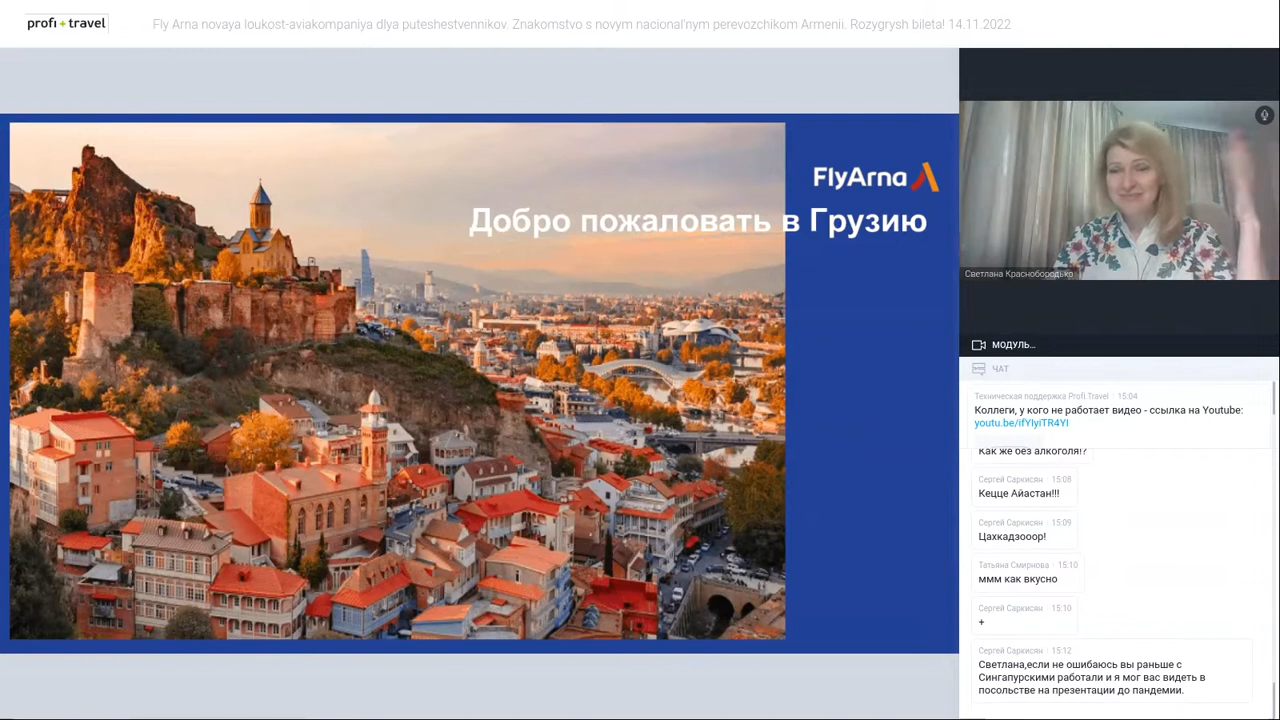 profi travel
Fly Arna novaya loukost-aviakompaniya dlya puteshestvennikov. Znakomstvo s novym nacional'nym perevozchikom Armenii. Rozygrysh bileta! 14.11.2022
FlyArna
Добро пожаловать в Грузию
Светлана Краснобородько
МОДУЛЬ…
ЧАТ
Техническая поддержка Profi.Travel · 15:04
Коллеги, у кого не работает видео - ссылка на Youtube:
youtu.be/ifYIyiTR4YI
Как же без алкоголя!?
Сергей Саркисян · 15:08
Кецце Айастан!!!
Сергей Саркисян · 15:09
Цахкадзооор!
Татьяна Смирнова · 15:10
ммм как вкусно
Сергей Саркисян · 15:10
+
Сергей Саркисян · 15:12
Светлана,если не ошибаюсь вы раньше с
Сингапурскими работали и я мог вас видеть в
посольстве на презентации до пандемии.